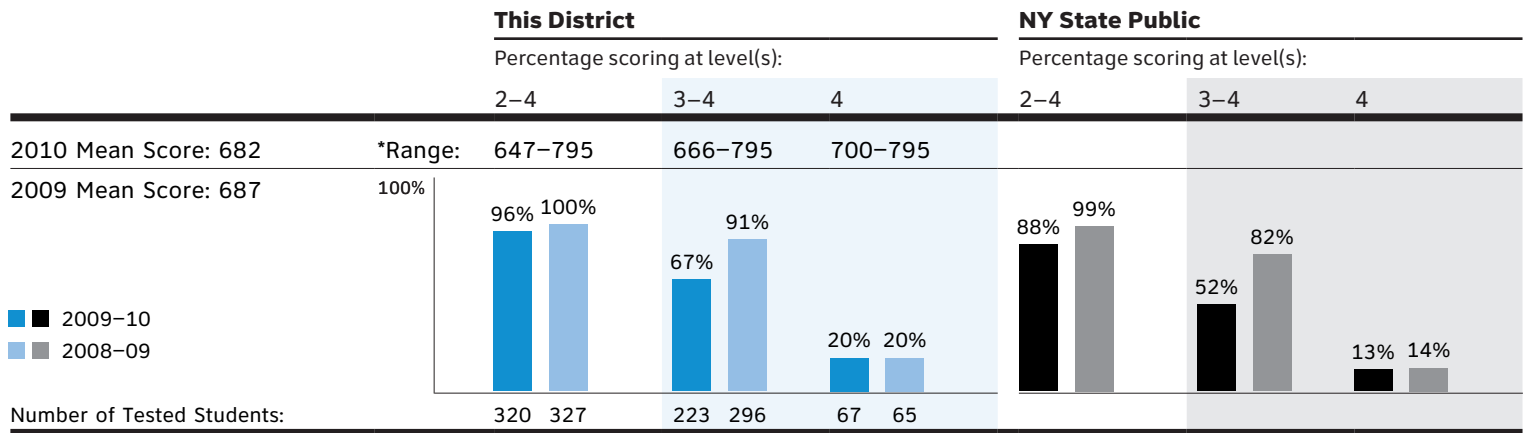 This District NY State Public
Percentage scoring at level(s): Percentage scoring at level(s):
2–4 3–4 4 2–4 3–4 4
2010 Mean Score: 682 *Range: 647–795 666–795 700–795
2009 Mean Score: 687 100%
96% 100% 67% 91% 20% 20% 88% 99% 52% 82% 13% 14%
2009–10
2008–09
Number of Tested Students: 320 327 223 296 67 65